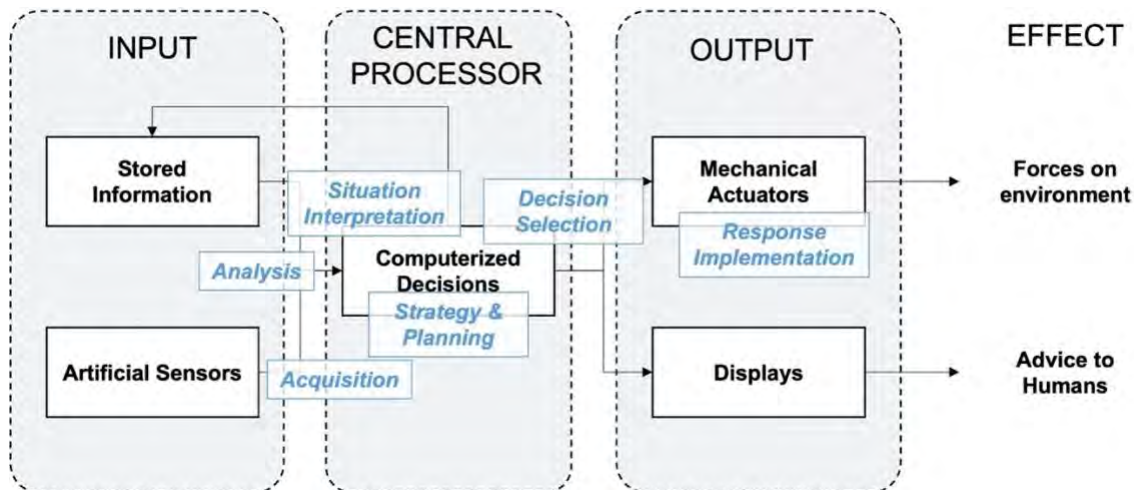 INPUT
CENTRAL
PROCESSOR
OUTPUT
EFFECT
Stored
Information
Situation
Interpretation
Decision
Selection
Mechanical
Actuators
Response
Implementation
Forces on
environment
Analysis
Computerized
Decisions
Strategy &
Planning
Artificial Sensors
Acquisition
Displays
Advice to
Humans